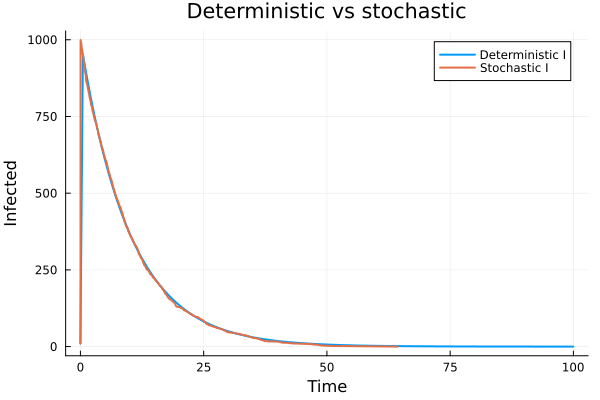 Deterministic vs stochastic
Deterministic I
Stochastic I
Infected
1000
750
500
250
0
0
25
50
75
100
Time